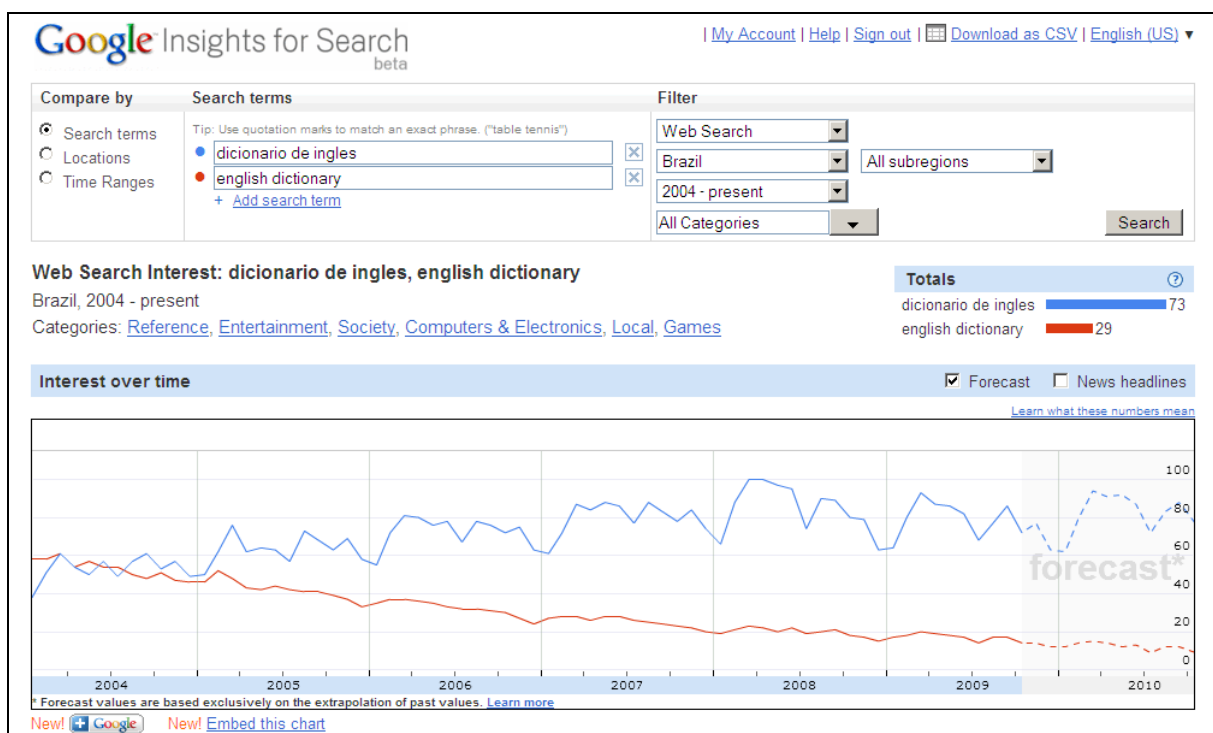 Google Insights for Search
beta
| My Account | Help | Sign out | Download as CSV | English (US) ▼
Compare by Search terms Filter
Search terms
Locations
Time Ranges
Tip: Use quotation marks to match an exact phrase. ("table tennis")
dicionario de ingles
english dictionary
+ Add search term
Web Search
Brazil All subregions
2004 - present
All Categories
Search
Web Search Interest: dicionario de ingles, english dictionary
Brazil, 2004 - present
Categories: Reference, Entertainment, Society, Computers & Electronics, Local, Games
Totals ?
dicionario de ingles 73
english dictionary 29
Interest over time Forecast News headlines
Learn what these numbers mean
100
80
60
forecast*
40
20
0
2004 2005 2006 2007 2008 2009 2010
* Forecast values are based exclusively on the extrapolation of past values. Learn more
New! + Google New! Embed this chart